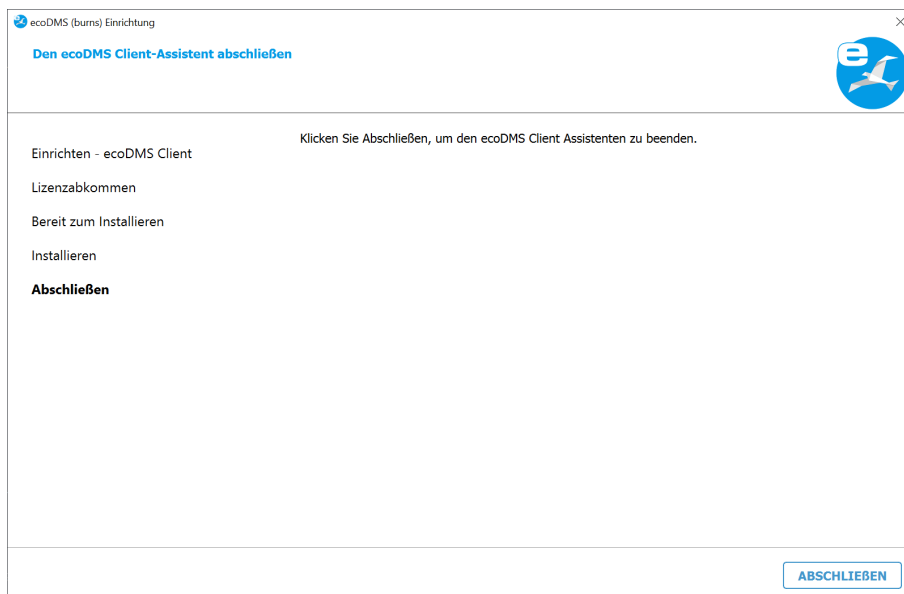 ecoDMS (burns) Einrichtung
Den ecoDMS Client-Assistent abschließen
e
Klicken Sie Abschließen, um den ecoDMS Client Assistenten zu beenden.
Einrichten - ecoDMS Client
Lizenzabkommen
Bereit zum Installieren
Installieren
Abschließen
ABSCHLIEßEN